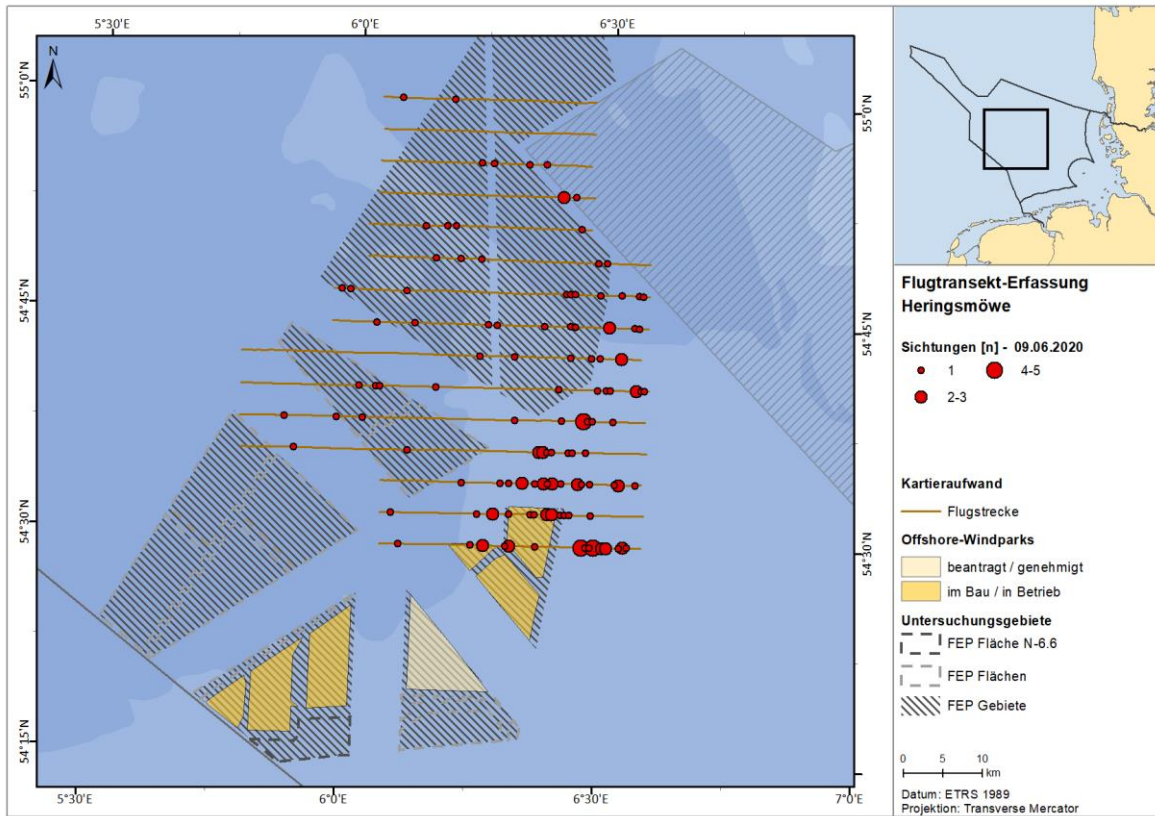 5°30'E
6°0'E
6°30'E
N
55°0'N
55°0'N
54°45'N
54°45'N
54°30'N
54°30'N
54°15'N
5°30'E
6°0'E
6°30'E
7°0'E
Flugtransekt-Erfassung
Heringsmöwe
Sichtungen [n] - 09.06.2020
1
4-5
2-3
Kartieraufwand
Flugstrecke
Offshore-Windparks
beantragt / genehmigt
im Bau / in Betrieb
Untersuchungsgebiete
FEP Fläche N-6.6
FEP Flächen
FEP Gebiete
0 5 10
km
Datum: ETRS 1989
Projektion: Transverse Mercator